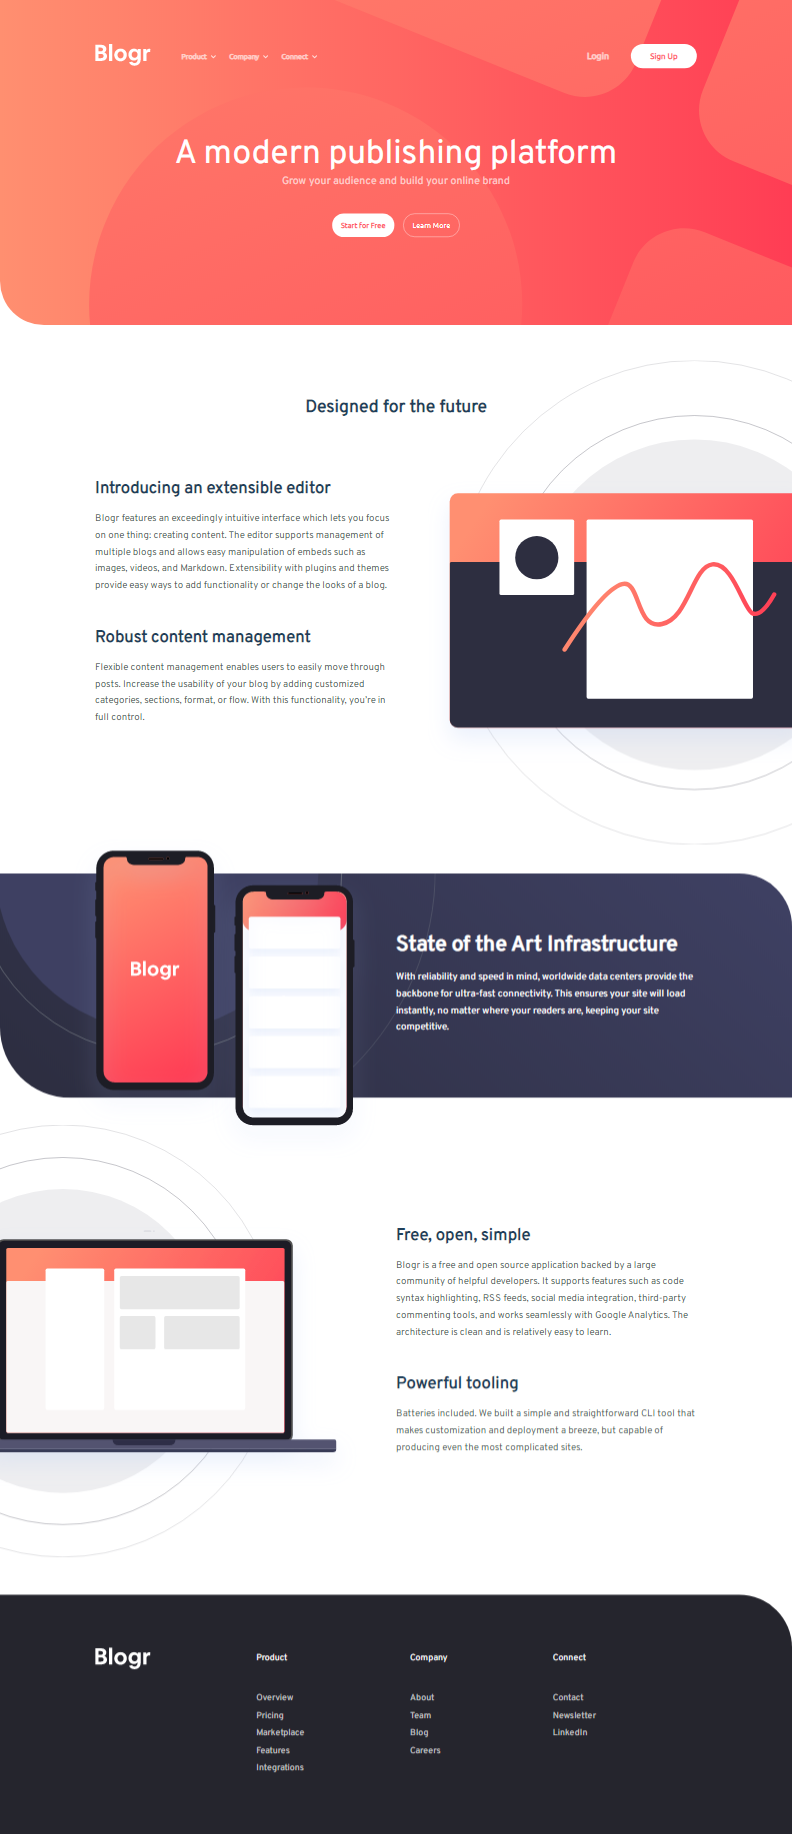 Blogr
Product Company Connect
Login
Sign Up
A modern publishing platform
Grow your audience and build your online brand
Start for Free
Learn More
Designed for the future
Introducing an extensible editor
Blogr features an exceedingly intuitive interface which lets you focus
on one thing: creating content. The editor supports management of
multiple blogs and allows easy manipulation of embeds such as
images, videos, and Markdown. Extensibility with plugins and themes
provide easy ways to add functionality or change the looks of a blog.
Robust content management
Flexible content management enables users to easily move through
posts. Increase the usability of your blog by adding customized
categories, sections, format, or flow. With this functionality, you're in
full control.
Blogr
State of the Art Infrastructure
With reliability and speed in mind, worldwide data centers provide the
backbone for ultra-fast connectivity. This ensures your site will load
instantly, no matter where your readers are, keeping your site
competitive.
Free, open, simple
Blogr is a free and open source application backed by a large
community of helpful developers. It supports features such as code
syntax highlighting, RSS feeds, social media integration, third-party
commenting tools, and works seamlessly with Google Analytics. The
architecture is clean and is relatively easy to learn.
Powerful tooling
Batteries included. We built a simple and straightforward CLI tool that
makes customization and deployment a breeze, but capable of
producing even the most complicated sites.
Blogr
Product
Overview
Pricing
Marketplace
Features
Integrations
Company
About
Team
Blog
Careers
Connect
Contact
Newsletter
LinkedIn